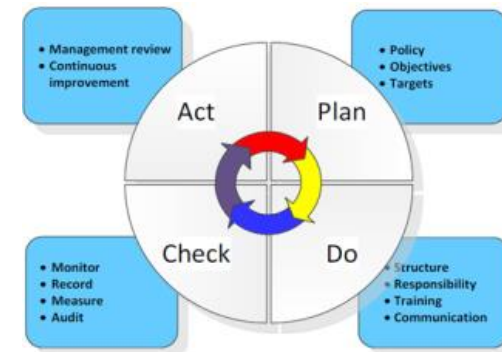 • Management review
• Continuous
improvement
• Policy
• Objectives
• Targets
Act
Plan
Check
Do
• Monitor
• Record
• Measure
• Audit
• Structure
• Responsibility
• Training
• Communication